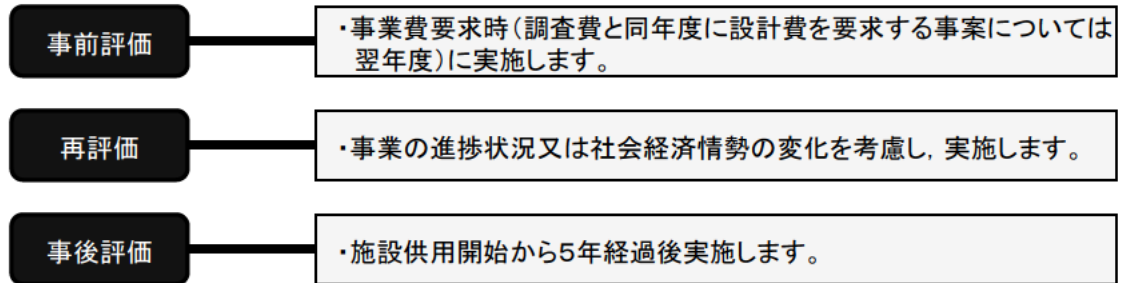 事前評価
・事業費要求時(調査費と同年度に設計費を要求する事案については
翌年度)に実施します。
再評価
・事業の進捗状況又は社会経済情勢の変化を考慮し,実施します。
事後評価
・施設供用開始から5年経過後実施します。